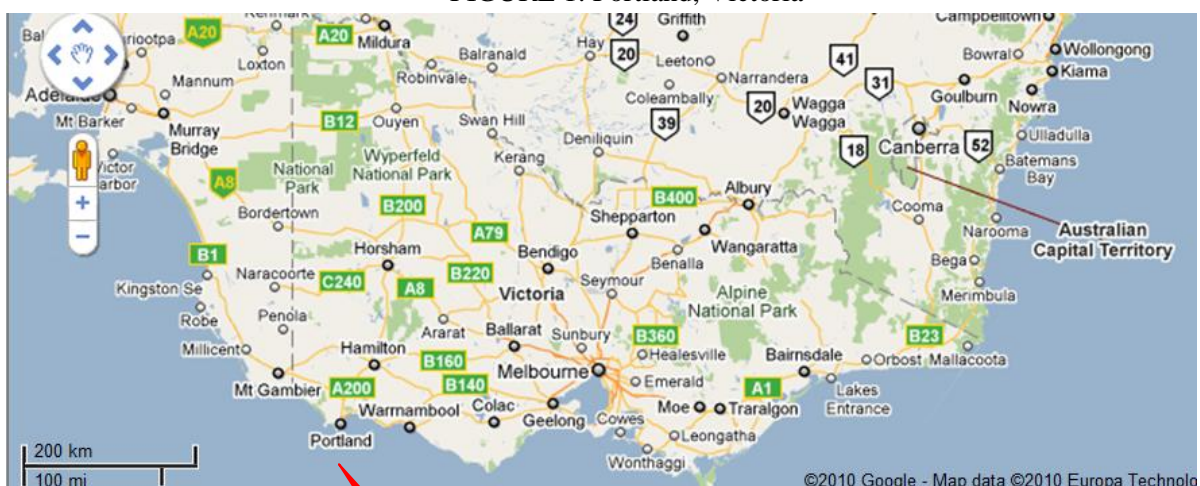 FIGURE 1: Portland, Victoria
Campbelltown
Griffith
24
A20
A20
Mildura
Balranald
Hay
20
Leeton
41
Bowral
Wollongong
Loxton
Robinvale
Narrandera
31
Kiama
Mannum
Coleambally
20
Wagga
Wagga
Goulburn
Nowra
Mt Barker
Murray
Bridge
B12
Ouyen
Swan Hill
39
Deniliquin
18
Canberra
52
Ulladulla
National
Park
Wyperfeld
National Park
Kerang
Batemans
Bay
A8
B200
B400
Albury
Cooma
Bordertown
Shepparton
Narooma
Australian
Capital Territory
A79
Wangaratta
B1
Horsham
Bendigo
Benalla
Bega
Naracoorte
C240
A8
B220
Seymour
Kingston Se
Victoria
Alpine
National Park
Merimbula
Robe
Penola
Ararat
Ballarat
Sunbury
B360
B23
Millicent
Hamilton
B160
Healesville
Bairnsdale
Orbost
Mallacoota
Melbourne
Mt Gambier
A200
B140
Emerald
A1
Lakes
Entrance
Warrnambool
Colac
Geelong
Cowes
Moe
Traralgon
Portland
Leongatha
Wonthaggi
200 km
100 mi
©2010 Google - Map data ©2010 Europa Technolo